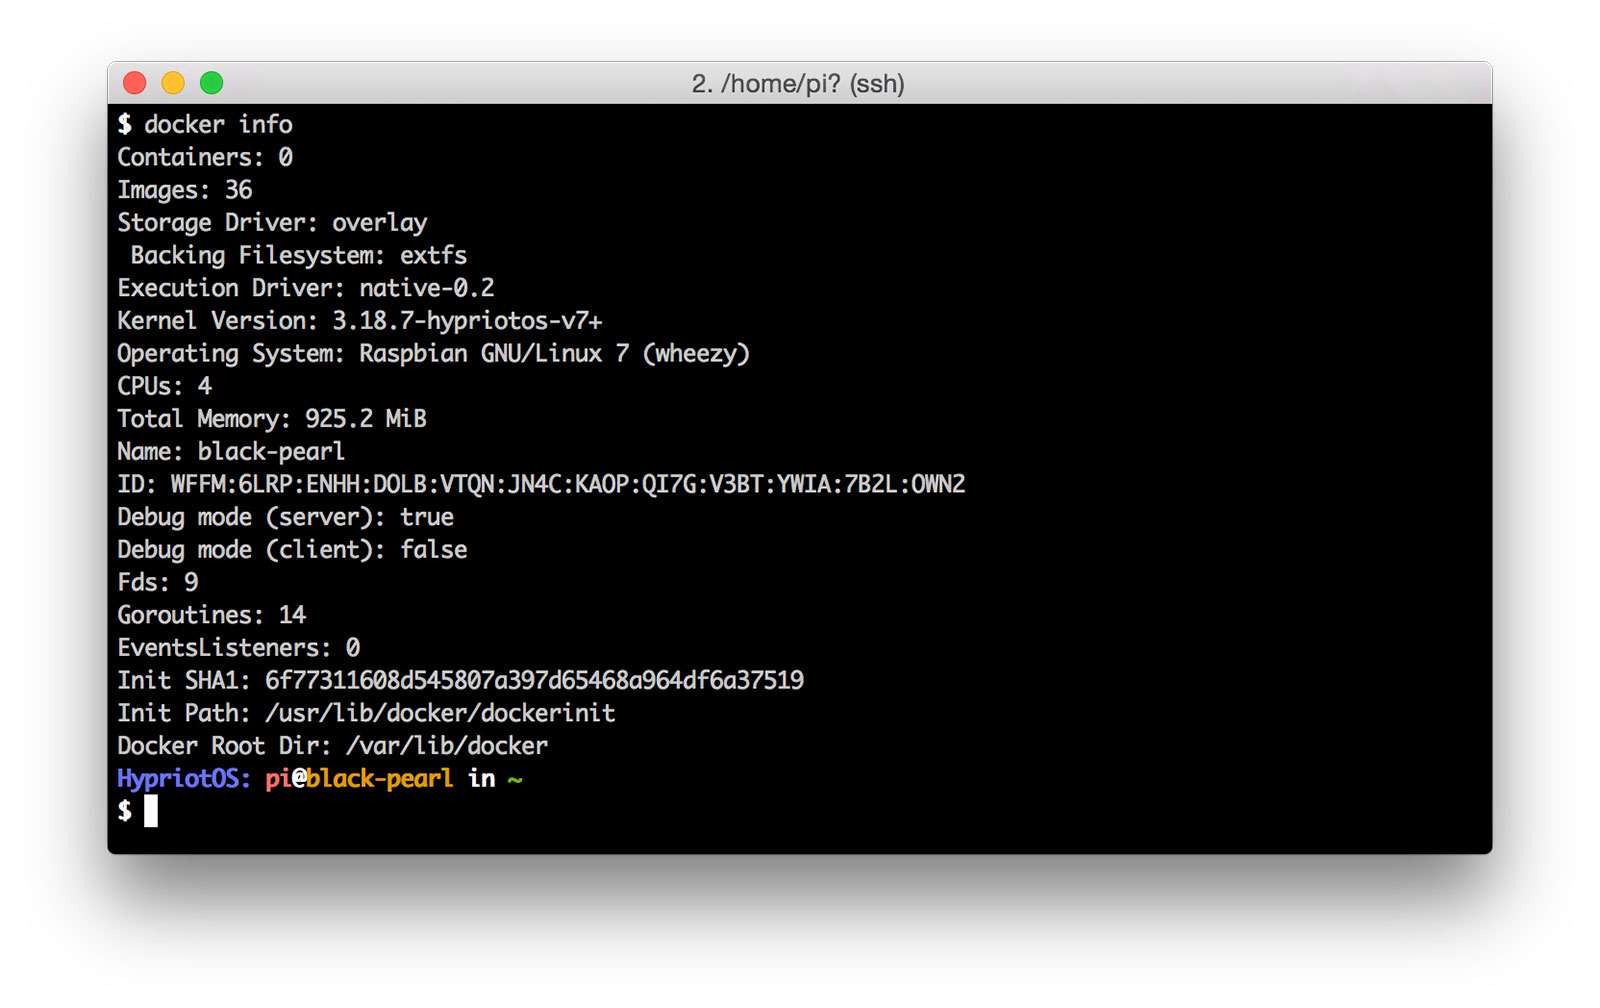 2. /home/pi? (ssh)
$ docker info
Containers: 0
Images: 36
Storage Driver: overlay
 Backing Filesystem: extfs
Execution Driver: native-0.2
Kernel Version: 3.18.7-hypriotos-v7+
Operating System: Raspbian GNU/Linux 7 (wheezy)
CPUs: 4
Total Memory: 925.2 MiB
Name: black-pearl
ID: WFFM:6LRP:ENHH:DOLB:VTQN:JN4C:KAOP:QI7G:V3BT:YWIA:7B2L:OWN2
Debug mode (server): true
Debug mode (client): false
Fds: 9
Goroutines: 14
EventsListeners: 0
Init SHA1: 6f77311608d545807a397d65468a964df6a37519
Init Path: /usr/lib/docker/dockerinit
Docker Root Dir: /var/lib/docker
HypriotOS: pi@black-pearl in ~
$